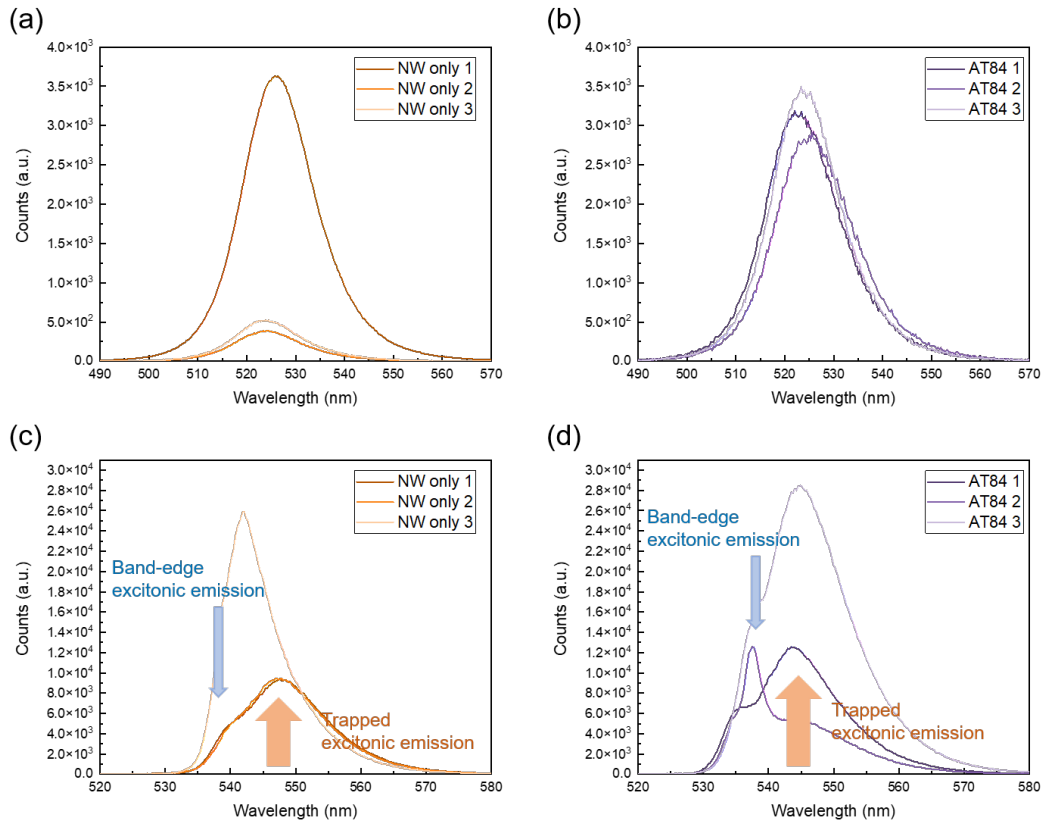 (a)
4.0×10³
3.5×10³
3.0×10³
2.5×10³
2.0×10³
1.5×10³
1.0×10³
5.0×10²
0.0
Counts (a.u.)
NW only 1
NW only 2
NW only 3
490 500 510 520 530 540 550 560 570
Wavelength (nm)
(b)
4.0×10³
3.5×10³
3.0×10³
2.5×10³
2.0×10³
1.5×10³
1.0×10³
5.0×10²
0.0
Counts (a.u.)
AT84 1
AT84 2
AT84 3
490 500 510 520 530 540 550 560 570
Wavelength (nm)
(c)
3.0×10⁴
2.8×10⁴
2.6×10⁴
2.4×10⁴
2.2×10⁴
2.0×10⁴
1.8×10⁴
1.6×10⁴
1.4×10⁴
1.2×10⁴
1.0×10⁴
8.0×10³
6.0×10³
4.0×10³
2.0×10³
0.0
Counts (a.u.)
NW only 1
NW only 2
NW only 3
Band-edge
excitonic emission
Trapped
excitonic emission
520 530 540 550 560 570 580
Wavelength (nm)
(d)
3.0×10⁴
2.8×10⁴
2.6×10⁴
2.4×10⁴
2.2×10⁴
2.0×10⁴
1.8×10⁴
1.6×10⁴
1.4×10⁴
1.2×10⁴
1.0×10⁴
8.0×10³
6.0×10³
4.0×10³
2.0×10³
0.0
Counts (a.u.)
AT84 1
AT84 2
AT84 3
Band-edge
excitonic emission
Trapped
excitonic emission
520 530 540 550 560 570 580
Wavelength (nm)